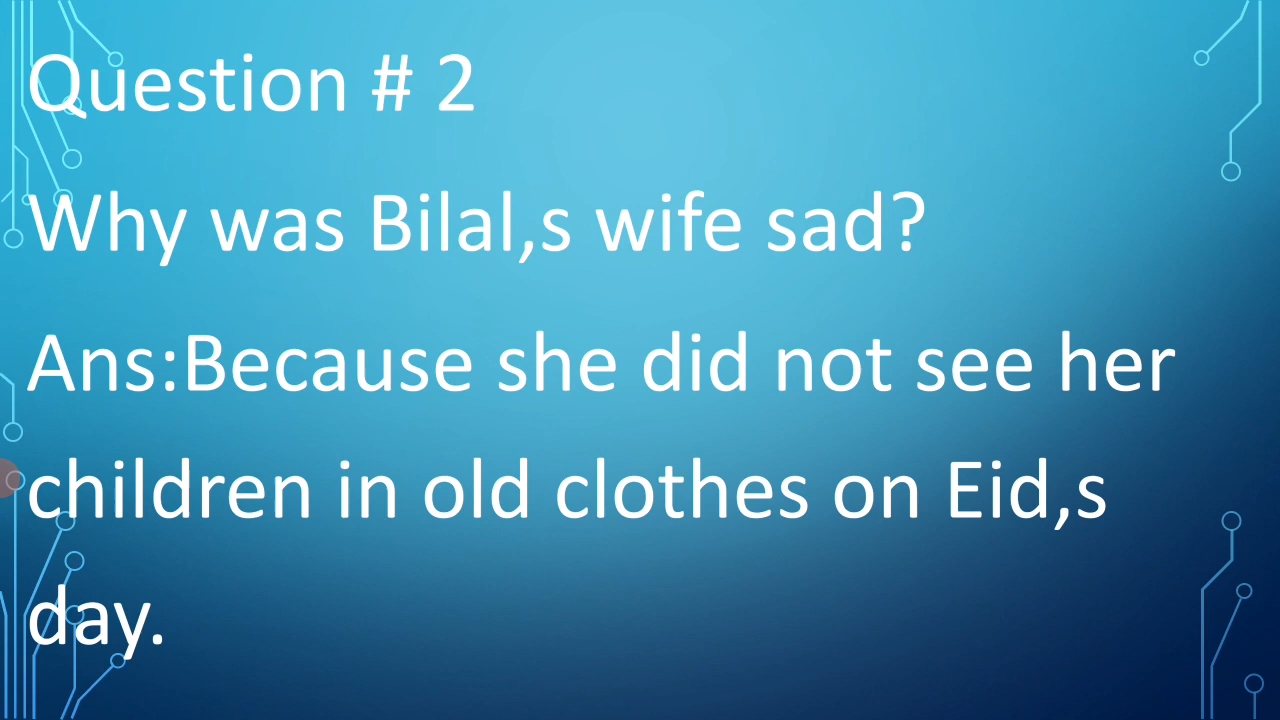 Question # 2
Why was Bilal,s wife sad?
Ans:Because she did not see her
children in old clothes on Eid,s
day.